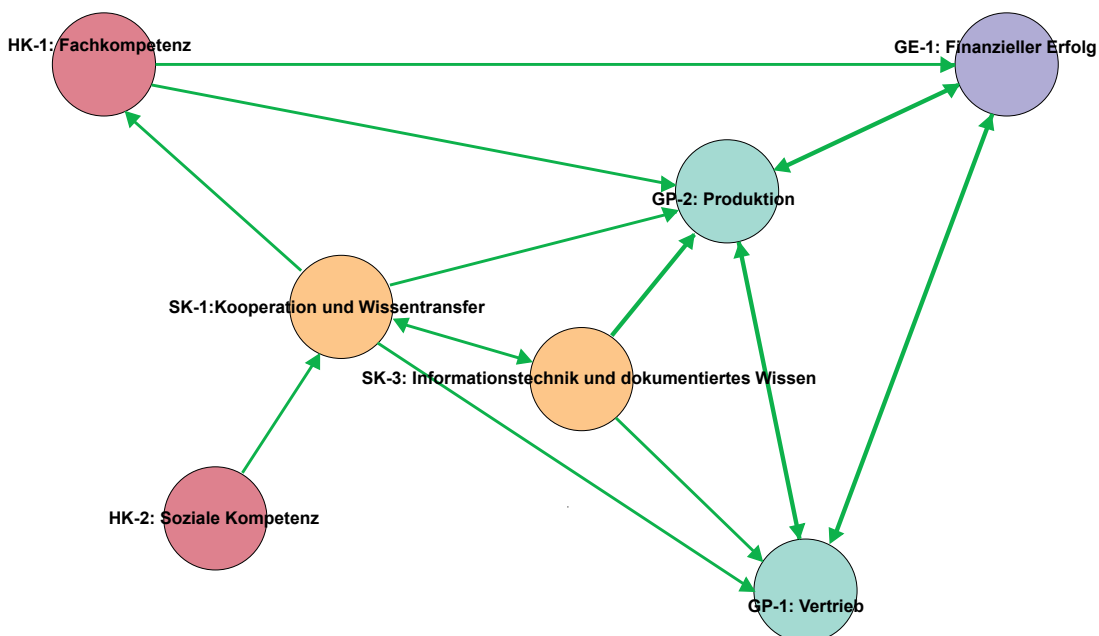 HK-1: Fachkompetenz
GE-1: Finanzieller Erfolg
GP-2: Produktion
SK-1:Kooperation und Wissentransfer
SK-3: Informationstechnik und dokumentiertes Wissen
HK-2: Soziale Kompetenz
GP-1: Vertrieb